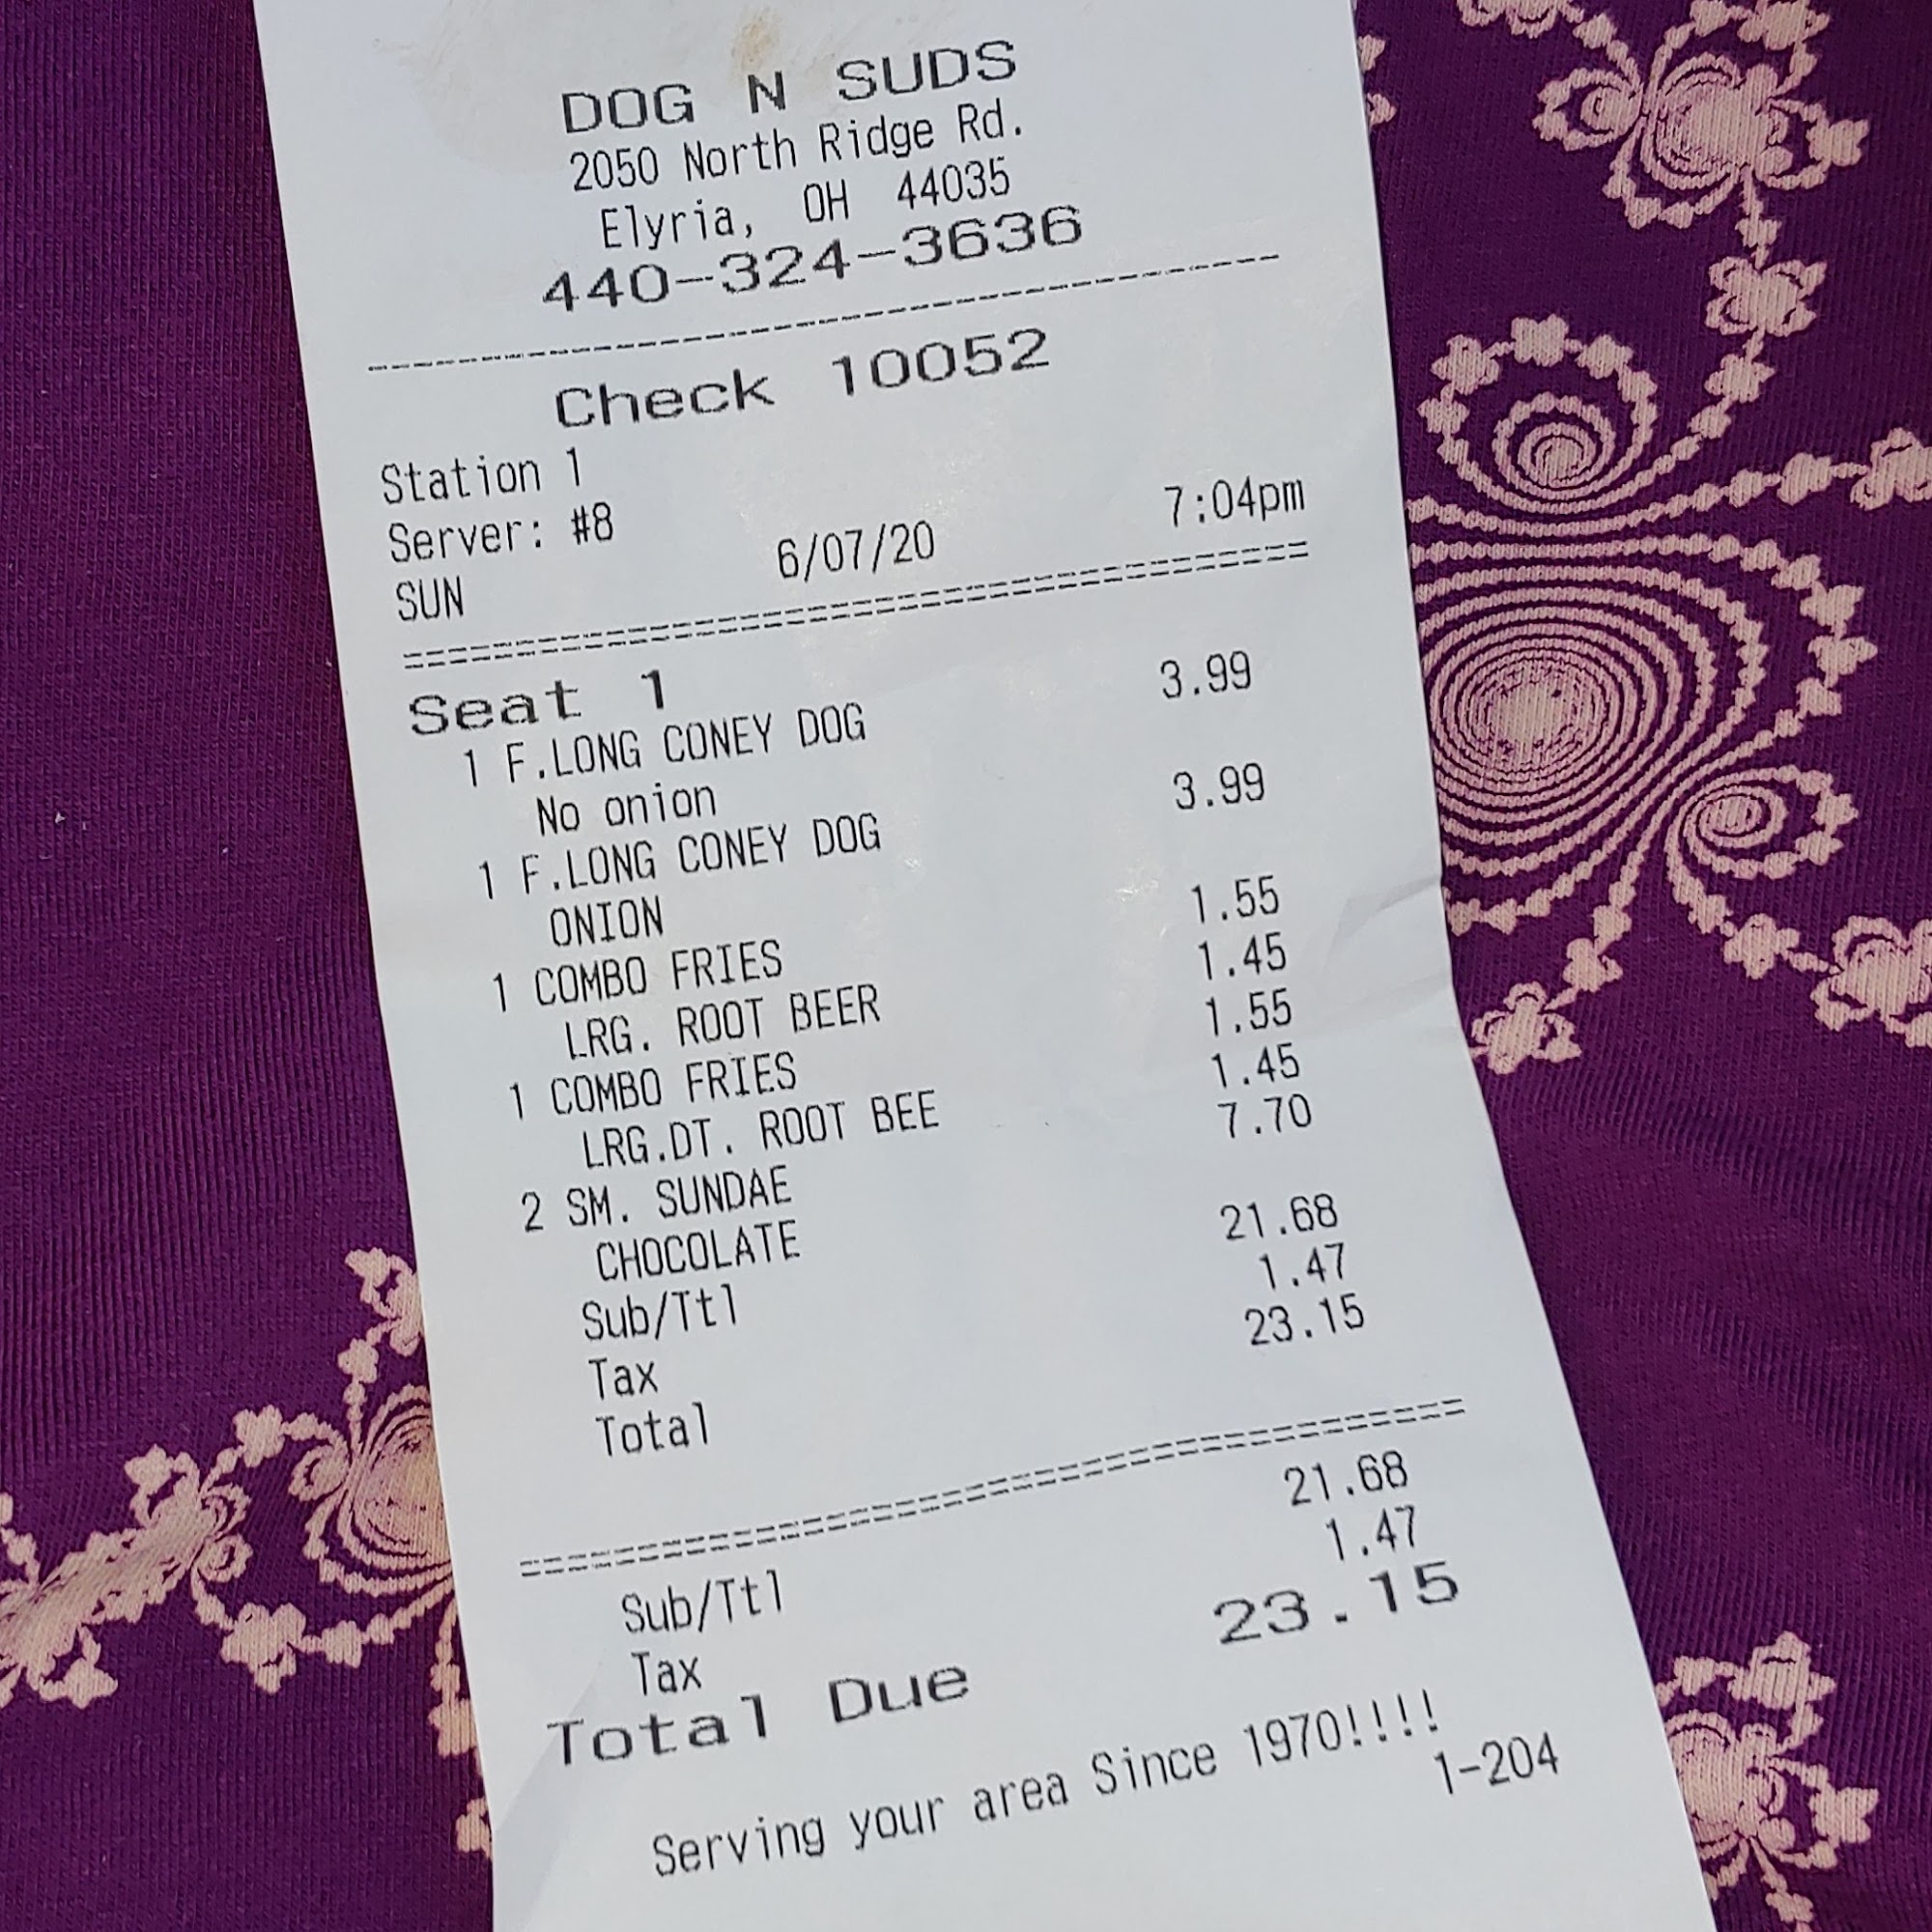 DOG N SUDS
2050 North Ridge Rd.
Elyria, OH 44035
440-324-3636
Check 10052
Station 1
Server: #8
SUN 6/07/20 7:04pm
Seat 1
1 F.LONG CONEY DOG 3.99
No onion
1 F.LONG CONEY DOG 3.99
ONION
1 COMBO FRIES 1.55
LRG. ROOT BEER 1.45
1 COMBO FRIES 1.55
LRG.DT. ROOT BEE 1.45
2 SM. SUNDAE 7.70
CHOCOLATE
Sub/Ttl 21.68
Tax 1.47
Total 23.15
Sub/Ttl 21.68
Tax 1.47
Total Due 23.15
Serving your area Since 1970!!!!
1-204